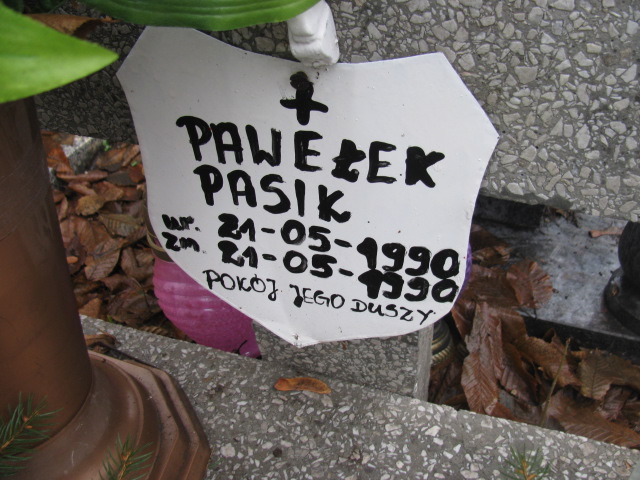 PAWEŁEK
PASIK
ur. 21-05-1990
zm. 21-05-1990
POKÓJ JEGO DUSZY